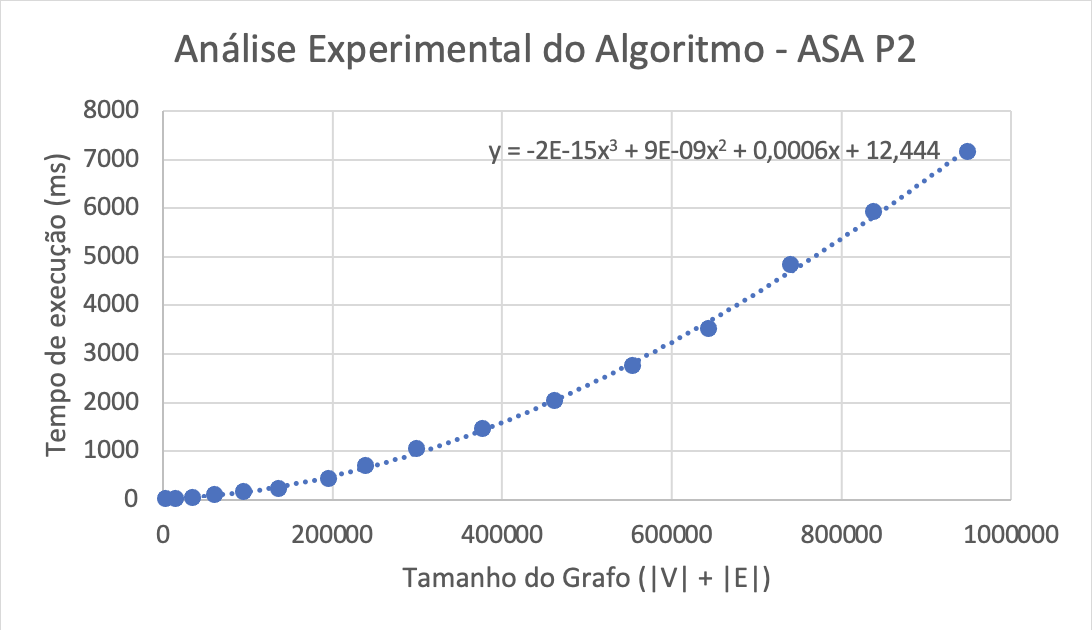 Análise Experimental do Algoritmo - ASA P2
8000
y = -2E-15x³ + 9E-09x² + 0,0006x + 12,444
7000
6000
5000
4000
3000
2000
1000
0
Tempo de execução (ms)
0 200000 400000 600000 800000 1000000
Tamanho do Grafo (|V| + |E|)